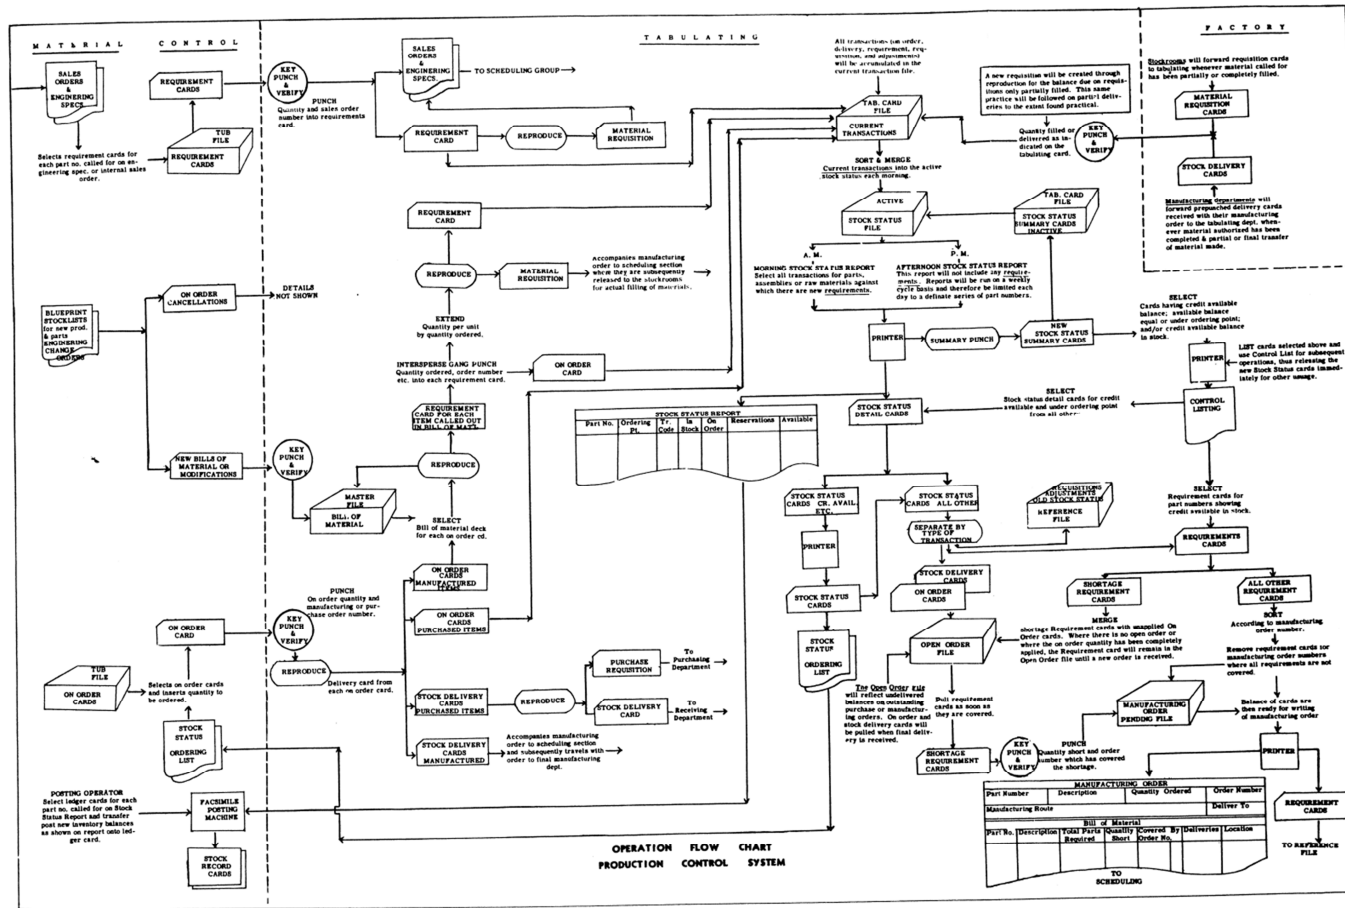 MATERIAL CONTROL
TABULATING
FACTORY
SALES
ORDERS
&
ENGINERING
SPECS.
Selects requirement cards for
each part no. called for on en-
gineering spec. or internal sales
order.
REQUIREMENT
CARDS
TUB
FILE
REQUIREMENT
CARDS
KEY
PUNCH
&
VERIFY
PUNCH
Quantity and sales order
number into requirements
card.
SALES
ORDERS
&
ENGINERING
SPECS.
TO SCHEDULING GROUP
REQUIREMENT
CARD
REPRODUCE
MATERIAL
REQUISITION
All transactions (on order,
delivery, requirement, req-
uisition, and adjustments)
will be accumulated in the
current transaction file.
TAB. CARD
FILE
CURRENT
TRANSACTIONS
A new requisition will be created through
reproduction for the balance due on requis-
itions only partially filled. This same
practice will be followed on partial deliv-
eries to the extent found practical.
Quantity filled or
delivered as in-
dicated on the
tabulating card.
KEY
PUNCH
&
VERIFY
Stockrooms will forward requisition cards
to tabulating whenever material called for
has been partially or completely filled.
MATERIAL
REQUISITION
CARDS
STOCK DELIVERY
CARDS
Manufacturing departments will
forward prepunched delivery cards
received with their manufacturing
order to the tabulating dept. when-
ever material authorized has been
completed & partial or final transfer
of material made.
SORT & MERGE
Current transactions into the active
stock status each morning.
ACTIVE
STOCK STATUS
FILE
TAB. CARD
FILE
STOCK STATUS
SUMMARY CARDS
INACTIVE
REQUIREMENT
CARD
REPRODUCE
MATERIAL
REQUISITION
Accompanies manufacturing
order to scheduling section
where they are subsequently
released to the stockrooms
for actual filling of materials.
A. M.
MORNING STOCK STATUS REPORT
Select all transactions for parts,
assemblies or raw materials against
which there are new requirements.
P. M.
AFTERNOON STOCK STATUS REPORT
This report will not include any require-
ments. Reports will be run on a weekly
cycle basis and therefore be limited each
day to a definate series of part numbers.
PRINTER
SUMMARY PUNCH
NEW
STOCK STATUS
SUMMARY CARDS
SELECT
Cards having credit available
balance; available balance
equal or under ordering point;
and/or credit available balance
in stock.
PRINTER
LIST cards selected above and
use Control List for subsequent
operations, thus releasing the
new Stock Status cards immed-
iately for other usuage.
CONTROL
LISTING
BLUEPRINT
STOCKLISTS
for new prod.
& parts
ENGINEERING
CHANGE
ORDERS
ON ORDER
CANCELLATIONS
DETAILS
NOT SHOWN
EXTEND
Quantity per unit
by quantity ordered.
INTERSPERSE GANG PUNCH
Quantity ordered, order number
etc. into each requirement card.
ON ORDER
CARD
REQUIREMENT
CARD FOR EACH
ITEM CALLED OUT
IN BILL OF MAT'L
REPRODUCE
SELECT
Stock status detail cards for credit
available and under ordering point
from all other.
STOCK STATUS
DETAIL CARDS
STOCK STATUS REPORT
Part No. Ordering Pt. Tr. Code In Stock On Order Reservations Available
NEW BILLS OF
MATERIAL OR
MODIFICATIONS
KEY
PUNCH
&
VERIFY
MASTER
FILE
BILL OF
MATERIAL
SELECT
Bill of material deck
for each on order cd.
STOCK STATUS
CARDS CR. AVAIL.
ETC.
STOCK STATUS
CARDS ALL OTHER
SEPARATE BY
TYPE OF
TRANSACTION
REQUISITIONS
ADJUSTMENTS
OLD STOCK STATUS
REFERENCE
FILE
SELECT
Requirement cards for
part numbers showing
credit available in stock.
REQUIREMENTS
CARDS
PRINTER
STOCK STATUS
CARDS
STOCK DELIVERY
CARDS
ON ORDER
CARDS
SHORTAGE
REQUIREMENT
CARDS
ALL OTHER
REQUIREMENT
CARDS
MERGE
Shortage Requirement cards with unapplied On
Order cards. Where there is no open order or
where the on order quantity has been completely
applied, the Requirement card will remain in the
Open Order file until a new order is received.
SORT
According to manufacturing
order number.
Remove requirement cards for
manufacturing order numbers
where all requirements are not
covered.
ON ORDER
CARDS
MANUFACTURED
ITEMS
ON ORDER
CARDS
PURCHASED ITEMS
PUNCH
On order quantity and
manufacturing or pur-
chase order number.
ON ORDER
CARD
KEY
PUNCH
&
VERIFY
REPRODUCE
Delivery card from
each on order card.
TUB
FILE
ON ORDER
CARDS
Selects on order cards
and inserts quantity to
be ordered.
STOCK
STATUS
ORDERING
LIST
STOCK DELIVERY
CARDS
PURCHASED ITEMS
REPRODUCE
PURCHASE
REQUISITION
To
Purchasing
Department
STOCK
DELIVERY CARD
To
Receiving
Department
STOCK DELIVERY
CARDS
MANUFACTURED
Accompanies manufacturing
order to scheduling section
and subsequently travels with
order to final manufacturing
dept.
STOCK
STATUS
ORDERING
LIST
OPEN ORDER
FILE
The Open Order File
will reflect undelivered
balances on outstanding
purchase or manufactur-
ing orders. On order and
stock delivery cards will
be pulled when final deliv-
ery is received.
Pull requirement
cards as soon as
they are covered.
SHORTAGE
REQUIREMENT
CARDS
KEY
PUNCH
&
VERIFY
PUNCH
Quantity short and order
number which has covered
the shortage.
MANUFACTURING
ORDER
PENDING FILE
Balance of cards are
then ready for writing
of manufacturing order
PRINTER
REQUIREMENT
CARDS
TO REFERENCE
FILE
MANUFACTURING ORDER
Part Number Description Quantity Ordered Order Number
Manufacturing Route Deliver To
Bill of Material
Part No. Description Total Parts Required Quantity Short Covered By Order No. Deliveries Location
TO
SCHEDULING
POSTING OPERATOR
Select ledger cards for each
part no. called for on Stock
Status Report and transfer
post new inventory balances
as shown on report onto led-
ger card.
FACSIMILE
POSTING
MACHINE
STOCK
RECORD
CARDS
OPERATION FLOW CHART
PRODUCTION CONTROL SYSTEM